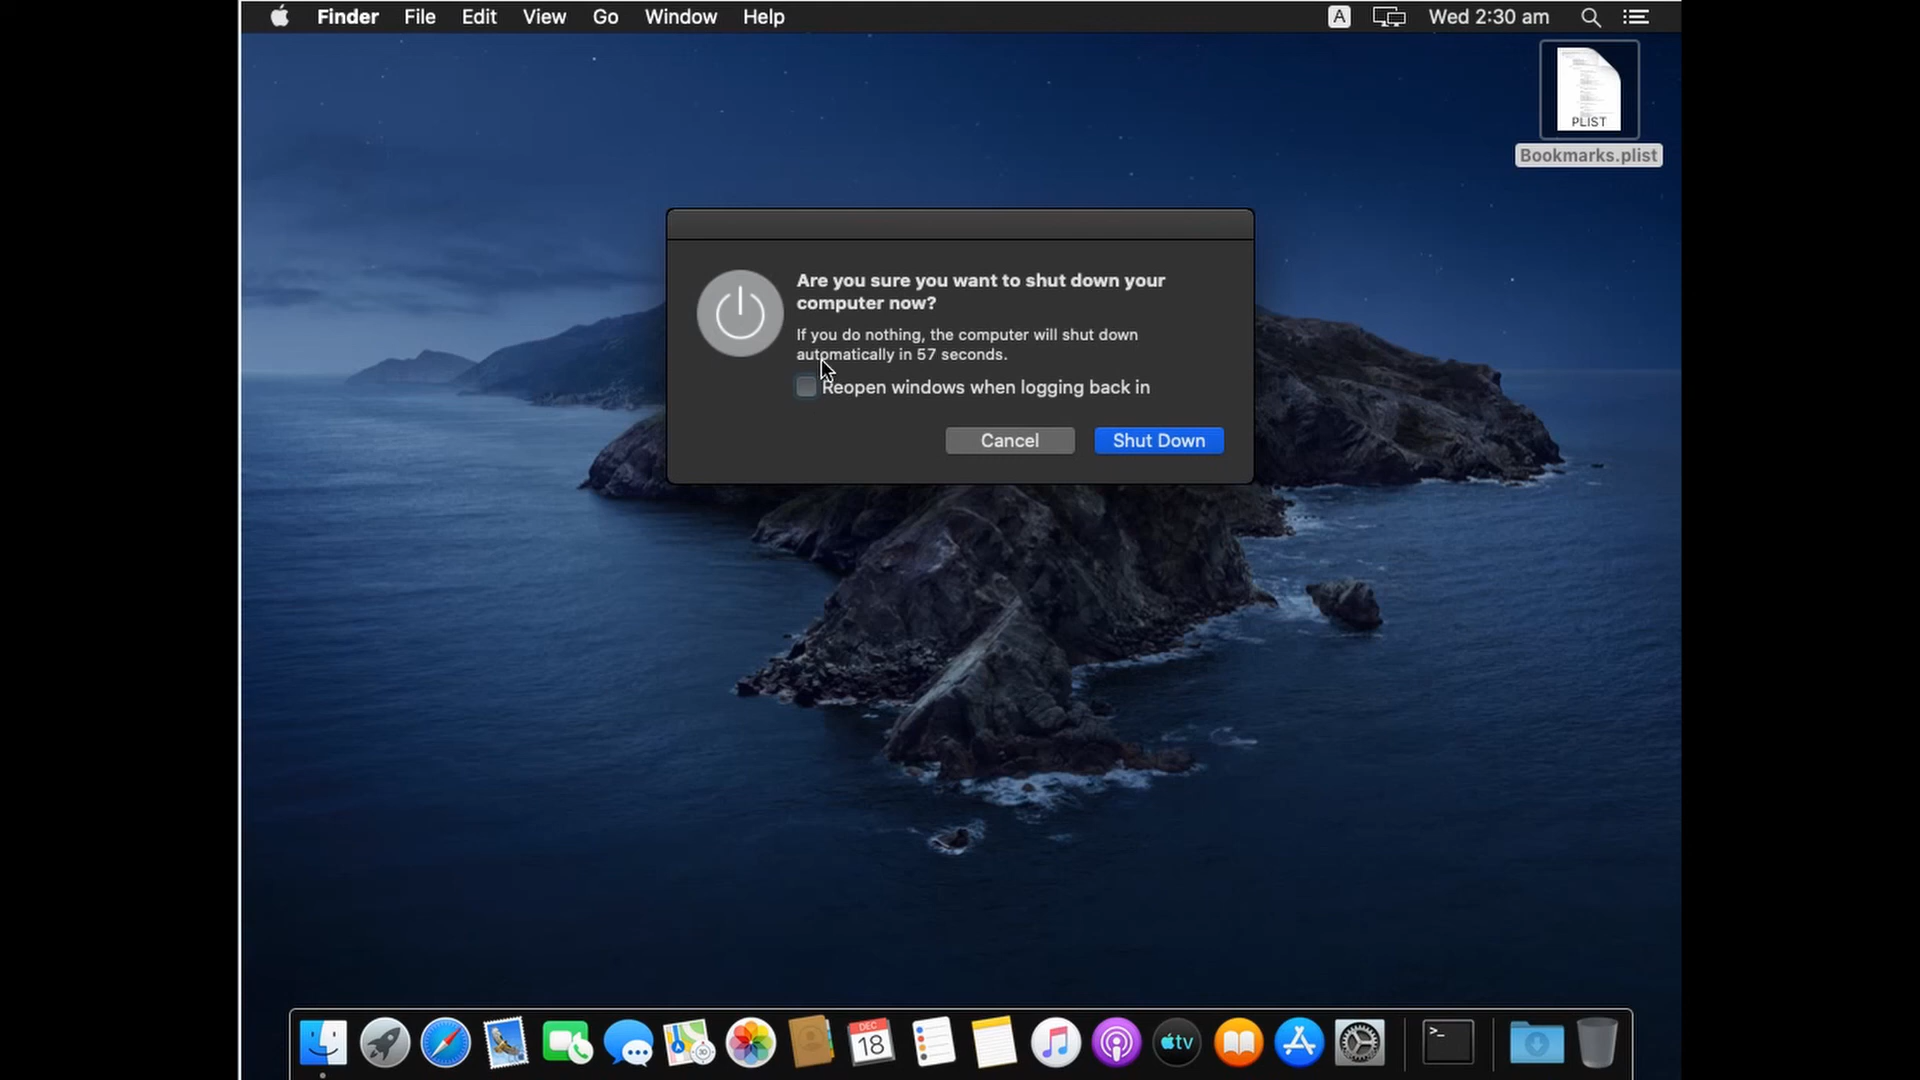 Finder File Edit View Go Window Help A Wed 2:30 am
PLIST
Bookmarks.plist
Are you sure you want to shut down your
computer now?
If you do nothing, the computer will shut down
automatically in 57 seconds.
Reopen windows when logging back in
Cancel Shut Down
DEC
18
tv